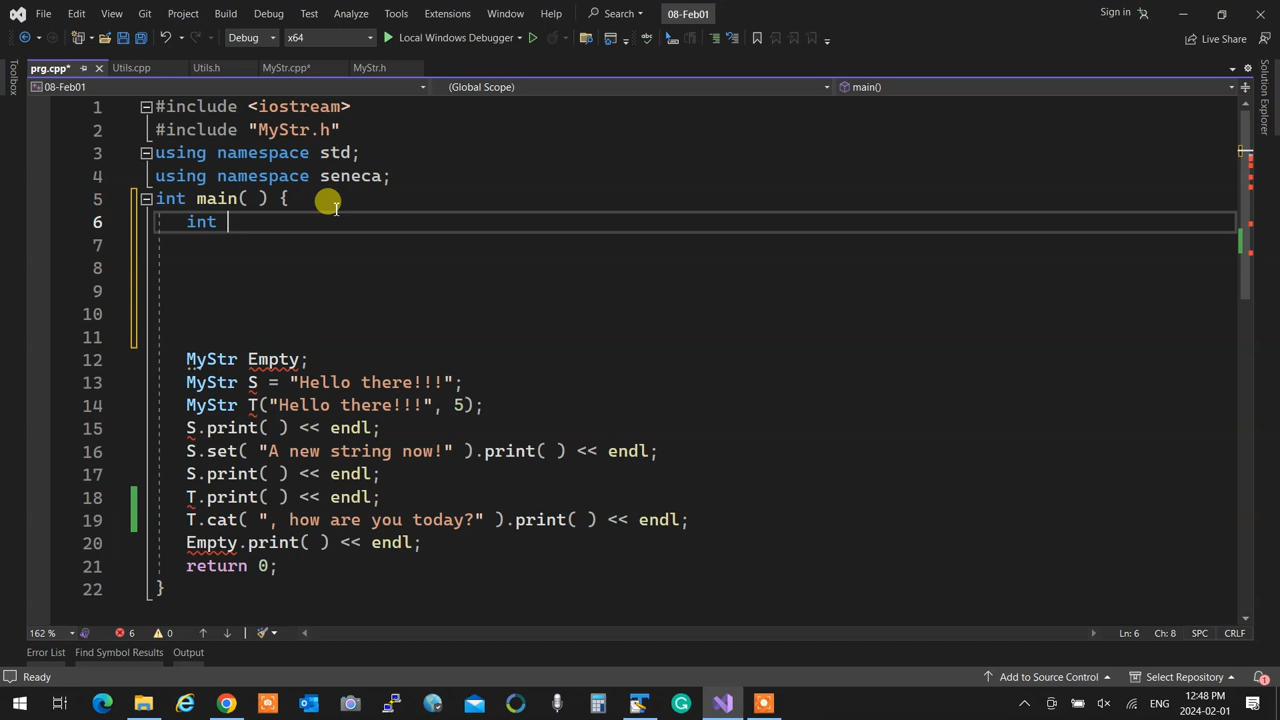 File Edit View Git Project Build Debug Test Analyze Tools Extensions Window Help Search 08-Feb01 Sign in
Debug x64 Local Windows Debugger Live Share
prg.cpp* Utils.cpp Utils.h MyStr.cpp* MyStr.h
08-Feb01 (Global Scope) main()
Toolbox
Solution Explorer
1 #include <iostream>
2 #include "MyStr.h"
3 using namespace std;
4 using namespace seneca;
5 int main( ) {
6 int
7
8
9
10
11
12 MyStr Empty;
13 MyStr S = "Hello there!!!";
14 MyStr T("Hello there!!!", 5);
15 S.print( ) << endl;
16 S.set( "A new string now!" ).print( ) << endl;
17 S.print( ) << endl;
18 T.print( ) << endl;
19 T.cat( ", how are you today?" ).print( ) << endl;
20 Empty.print( ) << endl;
21 return 0;
22 }
162 % 6 0 Ln: 6 Ch: 8 SPC CRLF
Error List Find Symbol Results Output
Ready Add to Source Control Select Repository 1
ENG 12:48 PM
2024-02-01